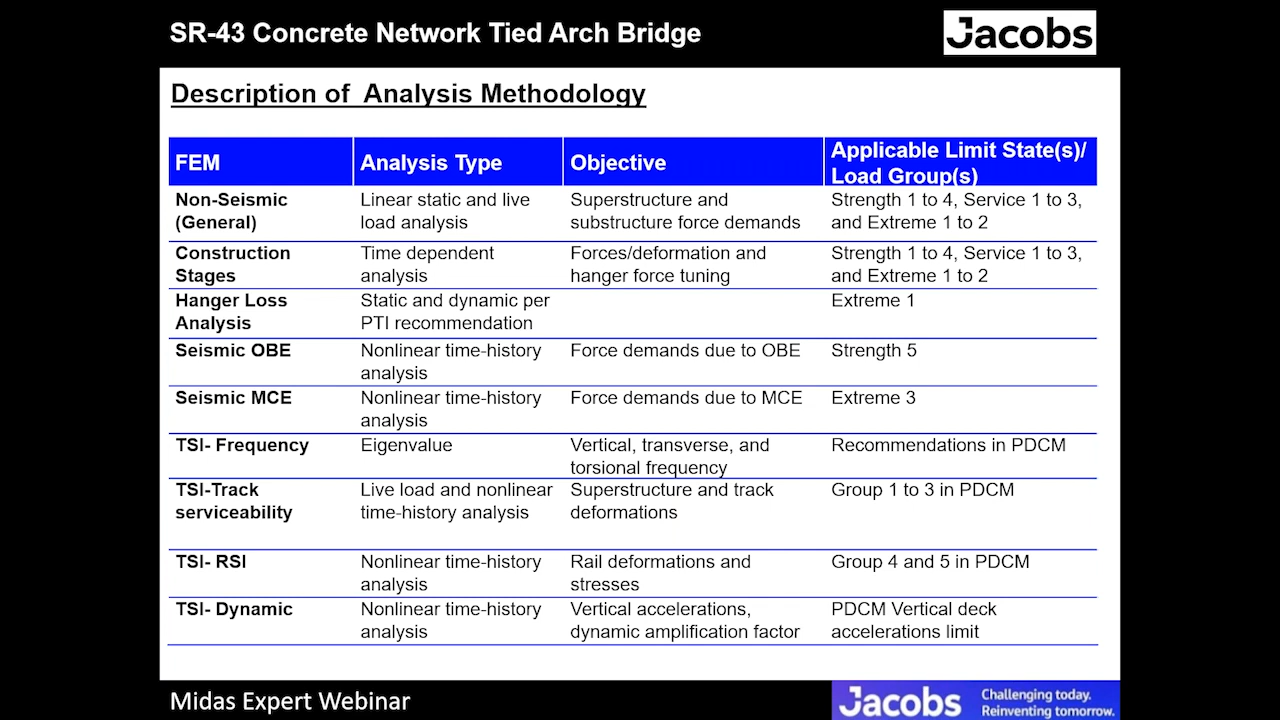 SR-43 Concrete Network Tied Arch Bridge
Jacobs
Description of Analysis Methodology
FEM
Analysis Type
Objective
Applicable Limit State(s)/
Load Group(s)
Non-Seismic
(General)
Linear static and live
load analysis
Superstructure and
substructure force demands
Strength 1 to 4, Service 1 to 3,
and Extreme 1 to 2
Construction
Stages
Time dependent
analysis
Forces/deformation and
hanger force tuning
Strength 1 to 4, Service 1 to 3,
and Extreme 1 to 2
Hanger Loss
Analysis
Static and dynamic per
PTI recommendation
Extreme 1
Seismic OBE
Nonlinear time-history
analysis
Force demands due to OBE
Strength 5
Seismic MCE
Nonlinear time-history
analysis
Force demands due to MCE
Extreme 3
TSI- Frequency
Eigenvalue
Vertical, transverse, and
torsional frequency
Recommendations in PDCM
TSI-Track
serviceability
Live load and nonlinear
time-history analysis
Superstructure and track
deformations
Group 1 to 3 in PDCM
TSI- RSI
Nonlinear time-history
analysis
Rail deformations and
stresses
Group 4 and 5 in PDCM
TSI- Dynamic
Nonlinear time-history
analysis
Vertical accelerations,
dynamic amplification factor
PDCM Vertical deck
accelerations limit
Midas Expert Webinar
Jacobs
Challenging today.
Reinventing tomorrow.